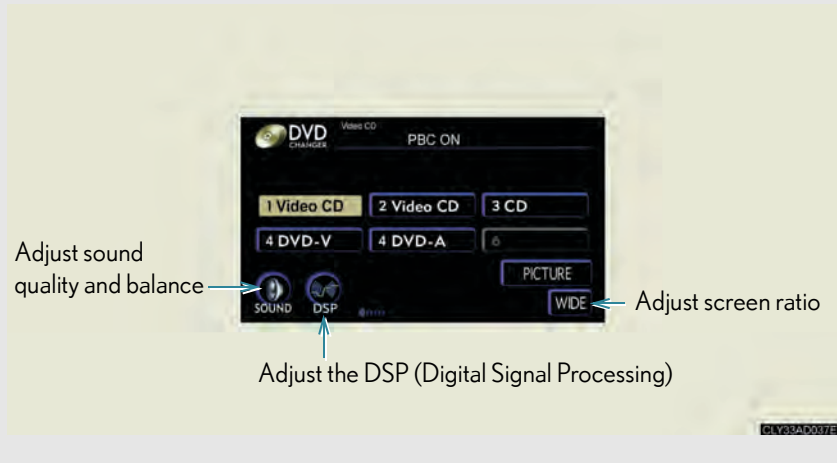 DVD
CHANGER
Video CD
PBC ON
1 Video CD
2 Video CD
3 CD
4 DVD-V
4 DVD-A
6
PICTURE
WIDE
SOUND
DSP
Adjust sound
quality and balance
Adjust screen ratio
Adjust the DSP (Digital Signal Processing)
CLY33AD037E